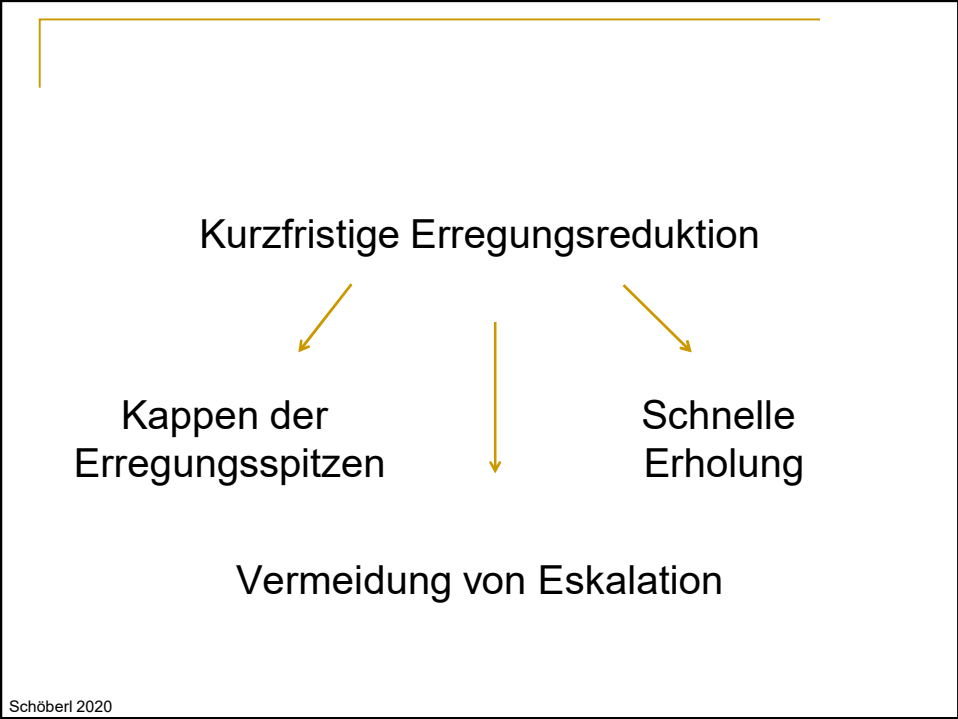 Kurzfristige Erregungsreduktion
Kappen der
Erregungsspitzen
Schnelle
Erholung
Vermeidung von Eskalation
Schöberl 2020